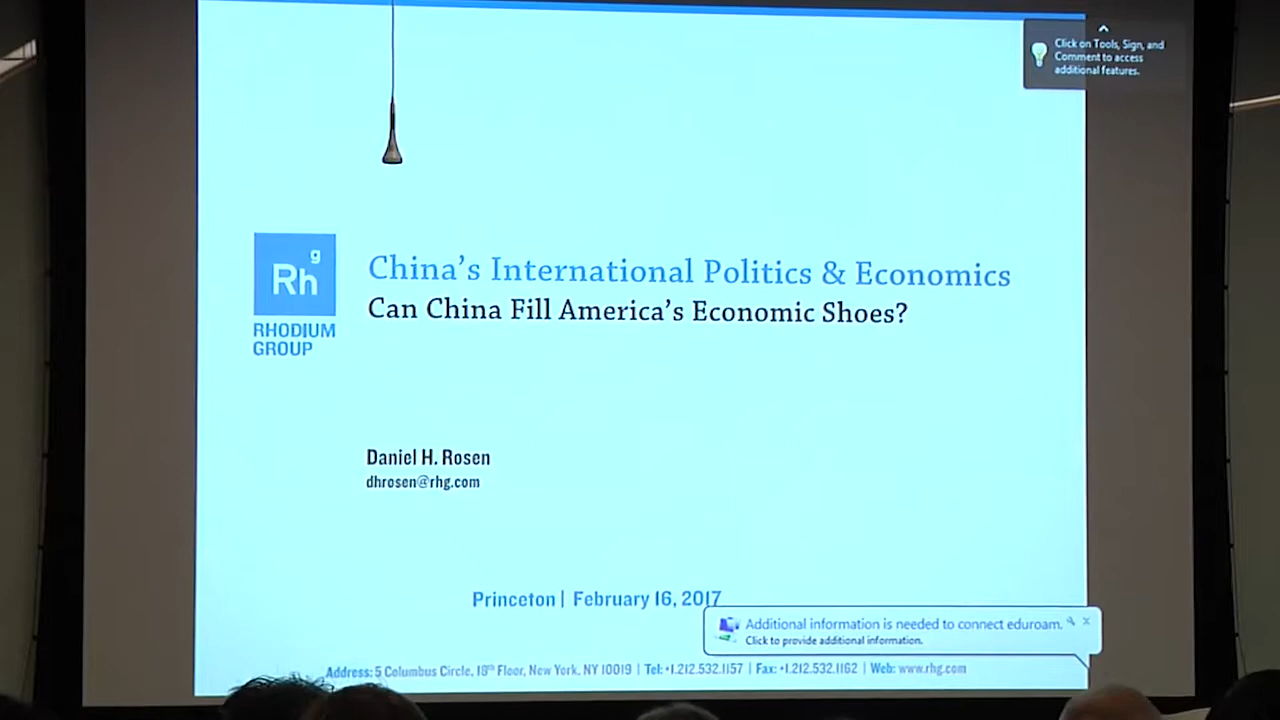 Click on Tools, Sign, and
Comment to access
additional features.
Rhg
RHODIUM
GROUP
China's International Politics & Economics
Can China Fill America's Economic Shoes?
Daniel H. Rosen
dhrosen@rhg.com
Princeton | February 16, 2017
Additional information is needed to connect eduroam.
Click to provide additional information.
Address: 5 Columbus Circle, 18th Floor, New York, NY 10019 | Tel: +1.212.532.1157 | Fax: +1.212.532.1162 | Web: www.rhg.com